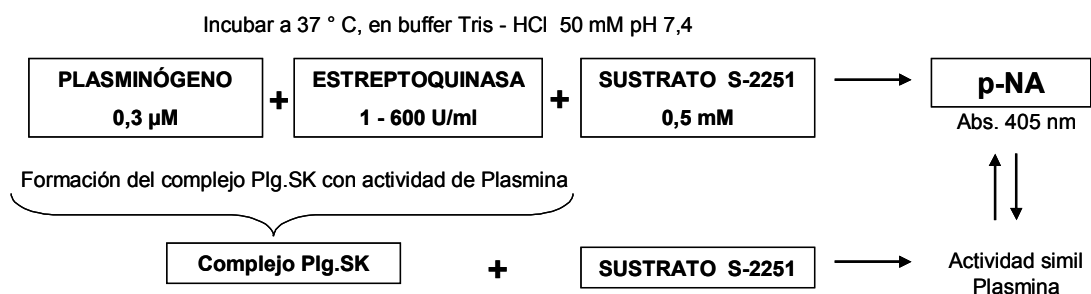 Incubar a 37 ° C, en buffer Tris - HCl 50 mM pH 7,4
PLASMINÓGENO + ESTREPTOQUINASA + SUSTRATO S-2251 p-NA
0,3 µM 1 - 600 U/ml 0,5 mM
Abs. 405 nm
Formación del complejo Plg.SK con actividad de Plasmina
Complejo Plg.SK + SUSTRATO S-2251 Actividad simil
Plasmina